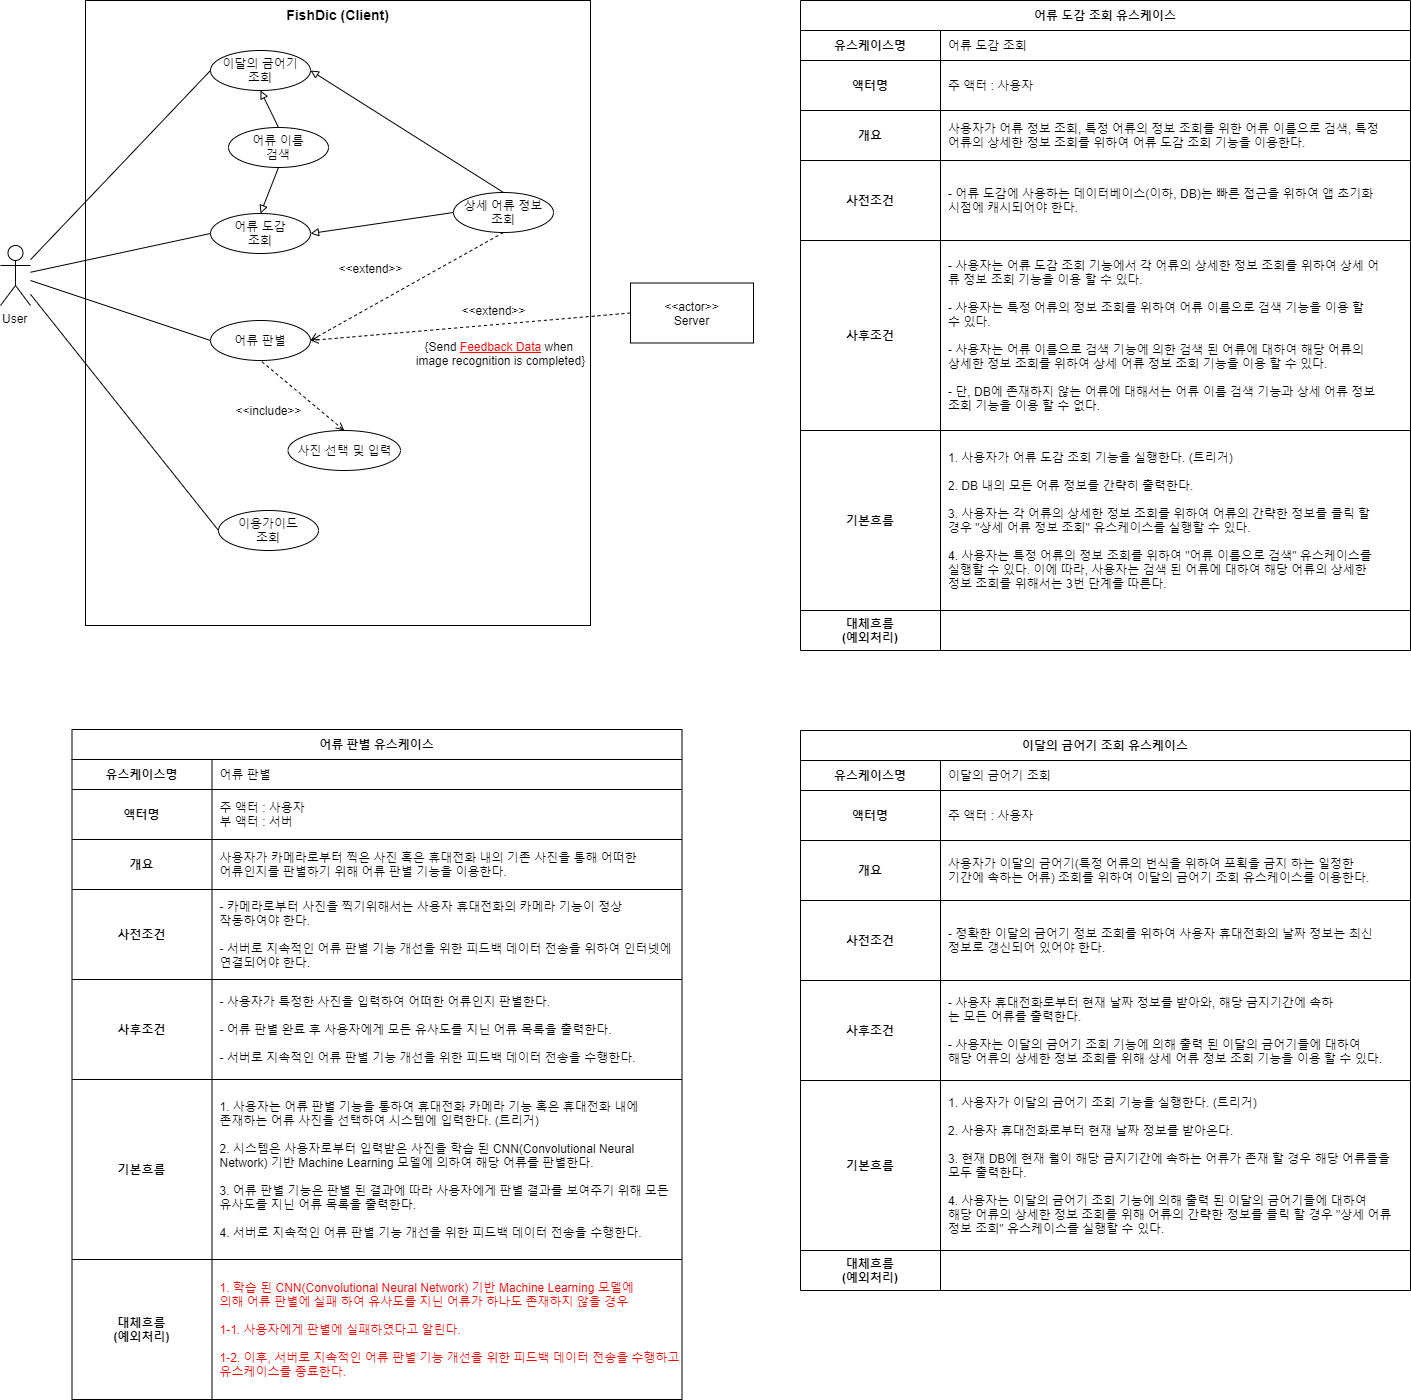 FishDic (Client)
이달의 금어기
조회
어류 이름
검색
상세 어류 정보
조회
어류 도감
조회
<<extend>>
User
<<extend>>
<<actor>>
Server
어류 판별
{Send Feedback Data when
image recognition is completed}
<<include>>
사진 선택 및 입력
이용가이드
조회
어류 도감 조회 유스케이스
유스케이스명
어류 도감 조회
액터명
주 액터 : 사용자
개요
사용자가 어류 정보 조회, 특정 어류의 정보 조회를 위한 어류 이름으로 검색, 특정
어류의 상세한 정보 조회를 위하여 어류 도감 조회 기능을 이용한다.
사전조건
- 어류 도감에 사용하는 데이터베이스(이하, DB)는 빠른 접근을 위하여 앱 초기화
시점에 캐시되어야 한다.
사후조건
- 사용자는 어류 도감 조회 기능에서 각 어류의 상세한 정보 조회를 위하여 상세 어
류 정보 조회 기능을 이용 할 수 있다.
- 사용자는 특정 어류의 정보 조회를 위하여 어류 이름으로 검색 기능을 이용 할
수 있다.
- 사용자는 어류 이름으로 검색 기능에 의한 검색 된 어류에 대하여 해당 어류의
상세한 정보 조회를 위하여 상세 어류 정보 조회 기능을 이용 할 수 있다.
- 단, DB에 존재하지 않는 어류에 대해서는 어류 이름 검색 기능과 상세 어류 정보
조회 기능을 이용 할 수 없다.
기본흐름
1. 사용자가 어류 도감 조회 기능을 실행한다. (트리거)
2. DB 내의 모든 어류 정보를 간략히 출력한다.
3. 사용자는 각 어류의 상세한 정보 조회를 위하여 어류의 간략한 정보를 클릭 할
경우 "상세 어류 정보 조회" 유스케이스를 실행할 수 있다.
4. 사용자는 특정 어류의 정보 조회를 위하여 "어류 이름으로 검색" 유스케이스를
실행할 수 있다. 이에 따라, 사용자는 검색 된 어류에 대하여 해당 어류의 상세한
정보 조회를 위해서는 3번 단계를 따른다.
대체흐름
(예외처리)
어류 판별 유스케이스
유스케이스명
어류 판별
액터명
주 액터 : 사용자
부 액터 : 서버
개요
사용자가 카메라로부터 찍은 사진 혹은 휴대전화 내의 기존 사진을 통해 어떠한
어류인지를 판별하기 위해 어류 판별 기능을 이용한다.
사전조건
- 카메라로부터 사진을 찍기위해서는 사용자 휴대전화의 카메라 기능이 정상
작동하여야 한다.
- 서버로 지속적인 어류 판별 기능 개선을 위한 피드백 데이터 전송을 위하여 인터넷에
연결되어야 한다.
사후조건
- 사용자가 특정한 사진을 입력하여 어떠한 어류인지 판별한다.
- 어류 판별 완료 후 사용자에게 모든 유사도를 지닌 어류 목록을 출력한다.
- 서버로 지속적인 어류 판별 기능 개선을 위한 피드백 데이터 전송을 수행한다.
기본흐름
1. 사용자는 어류 판별 기능을 통하여 휴대전화 카메라 기능 혹은 휴대전화 내에
존재하는 어류 사진을 선택하여 시스템에 입력한다. (트리거)
2. 시스템은 사용자로부터 입력받은 사진을 학습 된 CNN(Convolutional Neural
Network) 기반 Machine Learning 모델에 의하여 해당 어류를 판별한다.
3. 어류 판별 기능은 판별 된 결과에 따라 사용자에게 판별 결과를 보여주기 위해 모든
유사도를 지닌 어류 목록을 출력한다.
4. 서버로 지속적인 어류 판별 기능 개선을 위한 피드백 데이터 전송을 수행한다.
대체흐름
(예외처리)
1. 학습 된 CNN(Convolutional Neural Network) 기반 Machine Learning 모델에
의해 어류 판별에 실패 하여 유사도를 지닌 어류가 하나도 존재하지 않을 경우
1-1. 사용자에게 판별에 실패하였다고 알린다.
1-2. 이후, 서버로 지속적인 어류 판별 기능 개선을 위한 피드백 데이터 전송을 수행하고
유스케이스를 종료한다.
이달의 금어기 조회 유스케이스
유스케이스명
이달의 금어기 조회
액터명
주 액터 : 사용자
개요
사용자가 이달의 금어기(특정 어류의 번식을 위하여 포획을 금지 하는 일정한
기간에 속하는 어류) 조회를 위하여 이달의 금어기 조회 유스케이스를 이용한다.
사전조건
- 정확한 이달의 금어기 정보 조회를 위하여 사용자 휴대전화의 날짜 정보는 최신
정보로 갱신되어 있어야 한다.
사후조건
- 사용자 휴대전화로부터 현재 날짜 정보를 받아와, 해당 금지기간에 속하
는 모든 어류를 출력한다.
- 사용자는 이달의 금어기 조회 기능에 의해 출력 된 이달의 금어기들에 대하여
해당 어류의 상세한 정보 조회를 위해 상세 어류 정보 조회 기능을 이용 할 수 있다.
기본흐름
1. 사용자가 이달의 금어기 조회 기능을 실행한다. (트리거)
2. 사용자 휴대전화로부터 현재 날짜 정보를 받아온다.
3. 현재 DB에 현재 월이 해당 금지기간에 속하는 어류가 존재 할 경우 해당 어류들을
모두 출력한다.
4. 사용자는 이달의 금어기 조회 기능에 의해 출력 된 이달의 금어기들에 대하여
해당 어류의 상세한 정보 조회를 위해 어류의 간략한 정보를 클릭 할 경우 "상세 어류
정보 조회" 유스케이스를 실행할 수 있다.
대체흐름
(예외처리)